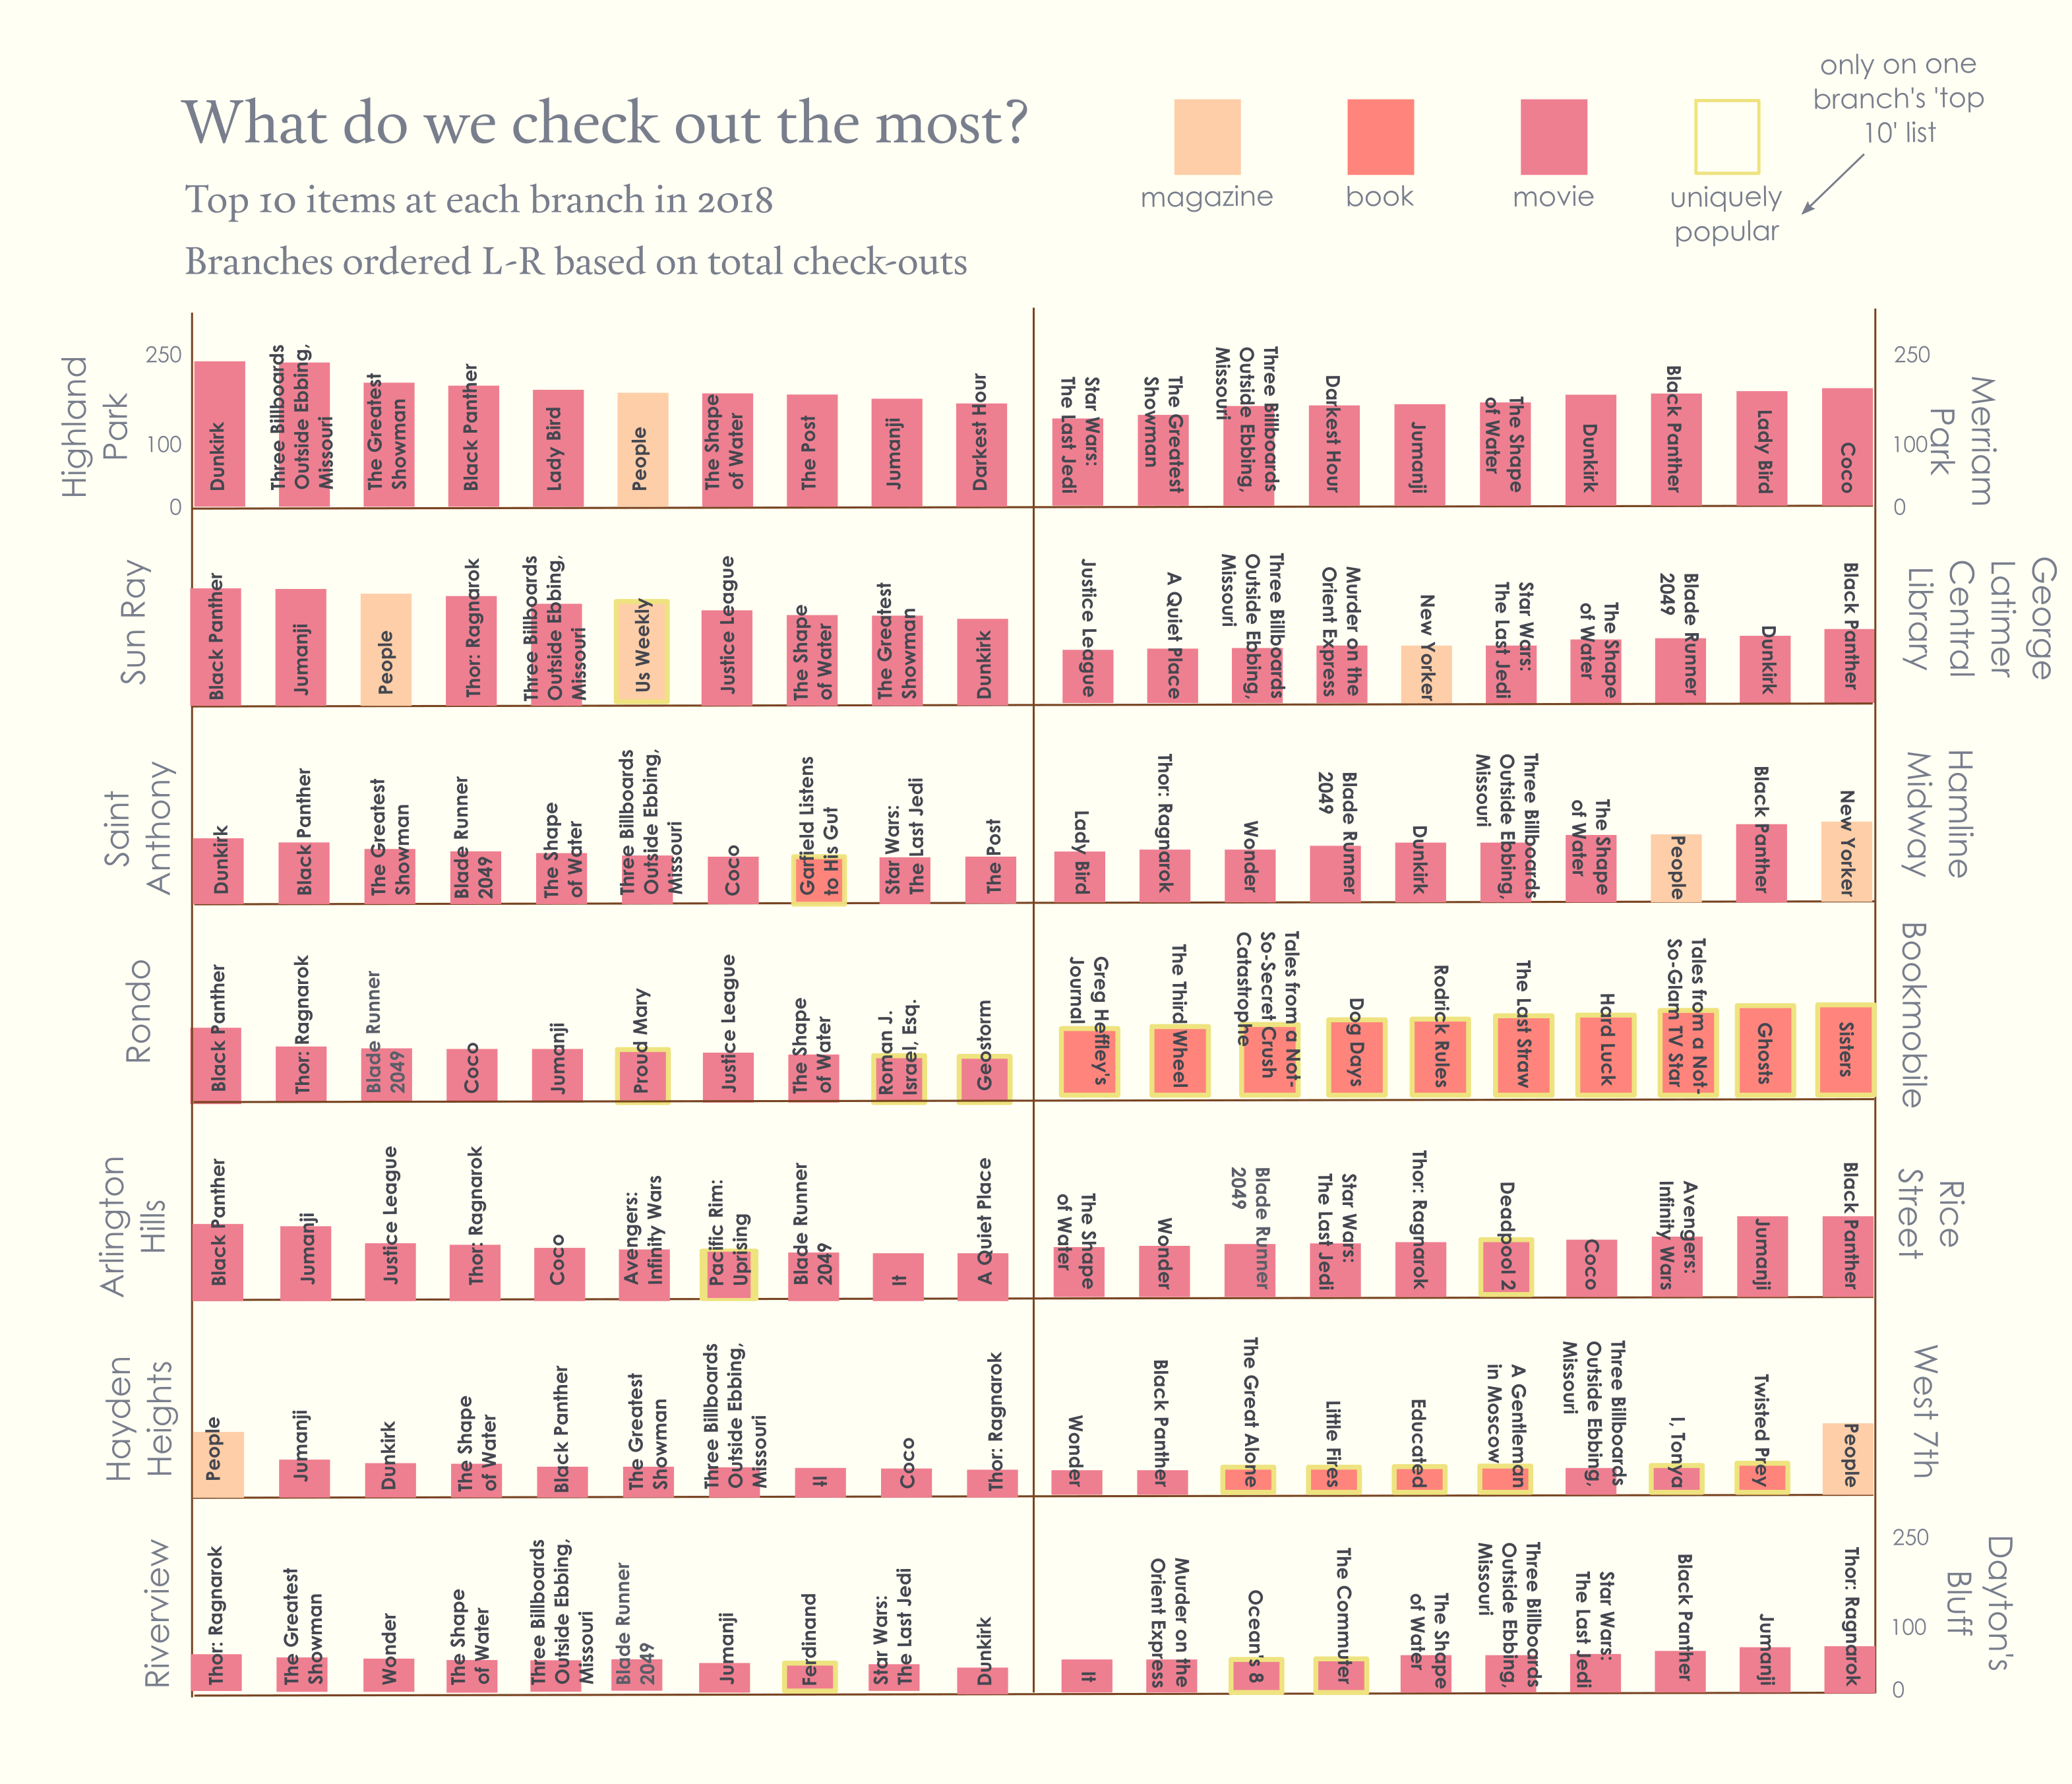 What do we check out the most?
Top 10 items at each branch in 2018
Branches ordered L-R based on total check-outs
magazine
book
movie
uniquely
popular
only on one
branch's 'top
10' list
Highland
Park
250
100
0
Dunkirk
Three Billboards
Outside Ebbing,
Missouri
The Greatest
Showman
Black Panther
Lady Bird
People
The Shape
of Water
The Post
Jumanji
Darkest Hour
Star Wars:
The Last Jedi
The Greatest
Showman
Three Billboards
Outside Ebbing,
Missouri
Darkest Hour
Jumanji
The Shape
of Water
Dunkirk
Black Panther
Lady Bird
Coco
250
100
0
Merriam
Park
Sun Ray
Black Panther
Jumanji
People
Thor: Ragnarok
Three Billboards
Outside Ebbing,
Missouri
Us Weekly
Justice League
The Shape
of Water
The Greatest
Showman
Dunkirk
Justice League
A Quiet Place
Three Billboards
Outside Ebbing,
Missouri
Murder on the
Orient Express
New Yorker
Star Wars:
The Last Jedi
The Shape
of Water
Blade Runner
2049
Dunkirk
Black Panther
George
Latimer
Central
Library
Saint
Anthony
Dunkirk
Black Panther
The Greatest
Showman
Blade Runner
2049
The Shape
of Water
Three Billboards
Outside Ebbing,
Missouri
Coco
Garfield Listens
to His Gut
Star Wars:
The Last Jedi
The Post
Lady Bird
Thor: Ragnarok
Wonder
Blade Runner
2049
Dunkirk
Three Billboards
Outside Ebbing,
Missouri
The Shape
of Water
People
Black Panther
New Yorker
Hamline
Midway
Rondo
Black Panther
Thor: Ragnarok
Blade Runner
2049
Coco
Jumanji
Proud Mary
Justice League
The Shape
of Water
Roman J.
Israel, Esq.
Geostorm
Greg Heffley's
Journal
The Third Wheel
Tales from a Not-
So-Secret Crush
Catastrophe
Dog Days
Rodrick Rules
The Last Straw
Hard Luck
Tales from a Not-
So-Glam TV Star
Ghosts
Sisters
Bookmobile
Arlington
Hills
Black Panther
Jumanji
Justice League
Thor: Ragnarok
Coco
Avengers:
Infinity Wars
Pacific Rim:
Uprising
Blade Runner
2049
It
A Quiet Place
The Shape
of Water
Wonder
Blade Runner
2049
Star Wars:
The Last Jedi
Thor: Ragnarok
Deadpool 2
Coco
Avengers:
Infinity Wars
Jumanji
Black Panther
Rice
Street
Hayden
Heights
People
Jumanji
Dunkirk
The Shape
of Water
Black Panther
The Greatest
Showman
Three Billboards
Outside Ebbing,
Missouri
It
Coco
Thor: Ragnarok
Wonder
Black Panther
The Great Alone
Little Fires
Educated
A Gentleman
in Moscow
Three Billboards
Outside Ebbing,
Missouri
I, Tonya
Twisted Prey
People
West 7th
Riverview
Thor: Ragnarok
The Greatest
Showman
Wonder
The Shape
of Water
Three Billboards
Outside Ebbing,
Missouri
Blade Runner
2049
Jumanji
Ferdinand
Star Wars:
The Last Jedi
Dunkirk
It
Murder on the
Orient Express
Ocean's 8
The Commuter
The Shape
of Water
Three Billboards
Outside Ebbing,
Missouri
Star Wars:
The Last Jedi
Black Panther
Jumanji
Thor: Ragnarok
250
100
0
Dayton's
Bluff